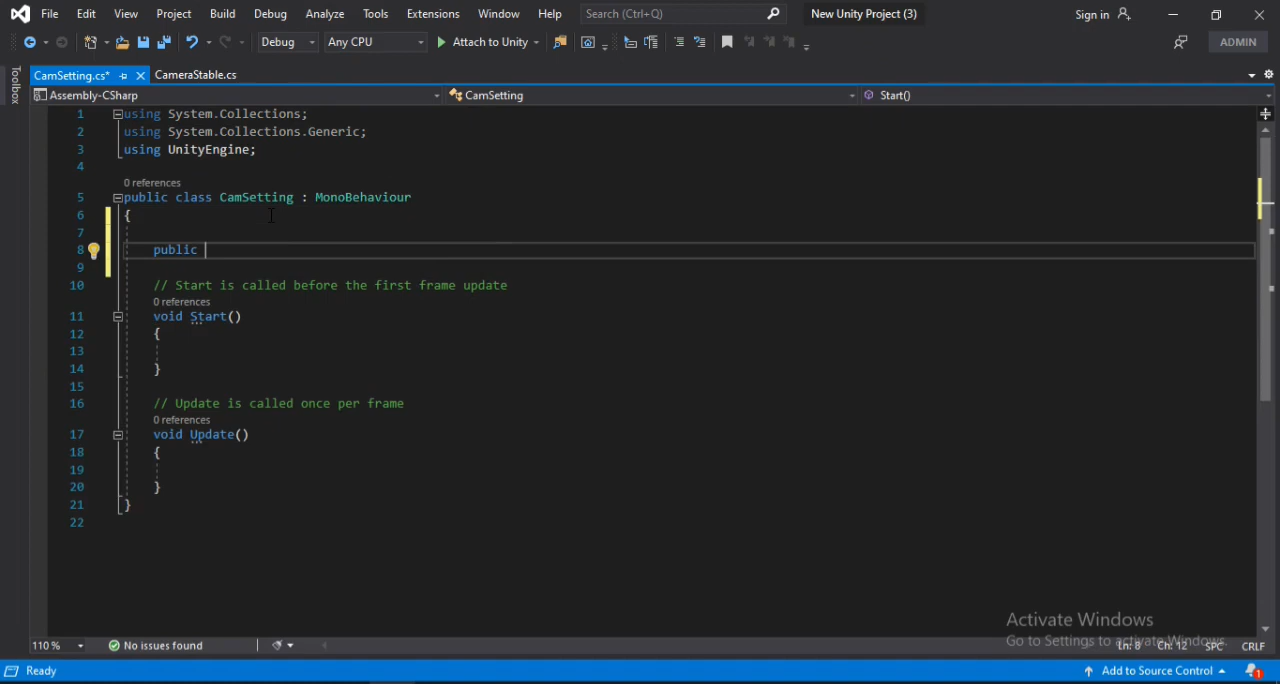 File Edit View Project Build Debug Analyze Tools Extensions Window Help Search (Ctrl+Q) New Unity Project (3) Sign in
Debug Any CPU Attach to Unity ADMIN
Toolbox
CamSetting.cs* CameraStable.cs
Assembly-CSharp CamSetting Start()
1 using System.Collections;
2 using System.Collections.Generic;
3 using UnityEngine;
4
0 references
5 public class CamSetting : MonoBehaviour
6 {
7
8 public
9
10 // Start is called before the first frame update
0 references
11 void Start()
12 {
13
14 }
15
16 // Update is called once per frame
0 references
17 void Update()
18 {
19
20 }
21 }
22
Activate Windows
Go to Settings to activate Windows.
110 % No issues found Ln: 8 Ch: 12 SPC CRLF
Ready Add to Source Control 1